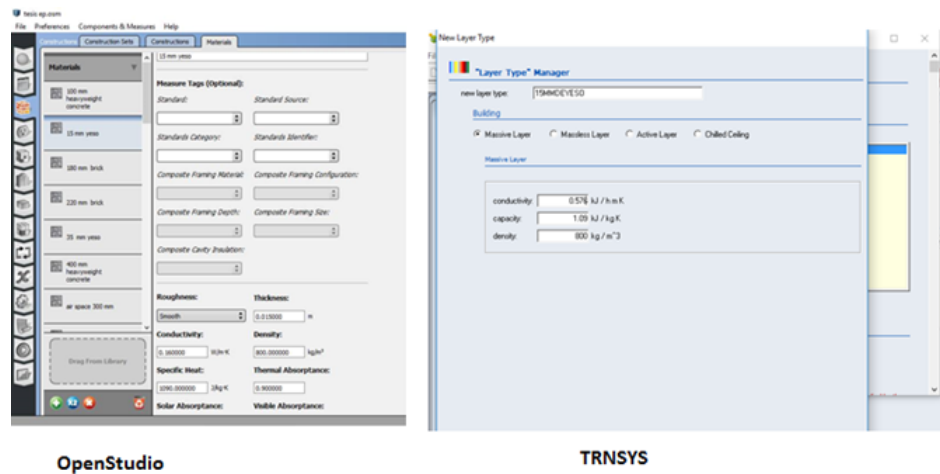 tesis ep.osm
File Preferences Components & Measures Help
Constructions Construction Sets Constructions Materials
Materials
100 mm
heavyweight
concrete
15 mm yeso
180 mm brick
220 mm brick
25 mm yeso
400 mm
heavyweight
concrete
air space 300 mm
Drag From Library
15 mm yeso
Measure Tags (Optional):
Standard: Standard Source:
Standards Category: Standards Identifier:
Composite Framing Material: Composite Framing Configuration:
Composite Framing Depth: Composite Framing Size:
Composite Cavity Insulation:
Roughness: Thickness:
Smooth 0.015000 m
Conductivity: Density:
0.160000 W/m·K 800.000000 kg/m³
Specific Heat: Thermal Absorptance:
1090.000000 J/kg·K 0.900000
Solar Absorptance: Visible Absorptance:
OpenStudio
New Layer Type
"Layer Type" Manager
new layer type: 15MMDEYESO
Building
Massive Layer Massless Layer Active Layer Chilled Ceiling
Massive Layer
conductivity: 0.576 kJ / h m K
capacity: 1.09 kJ / kg K
density: 800 kg / m^3
TRNSYS